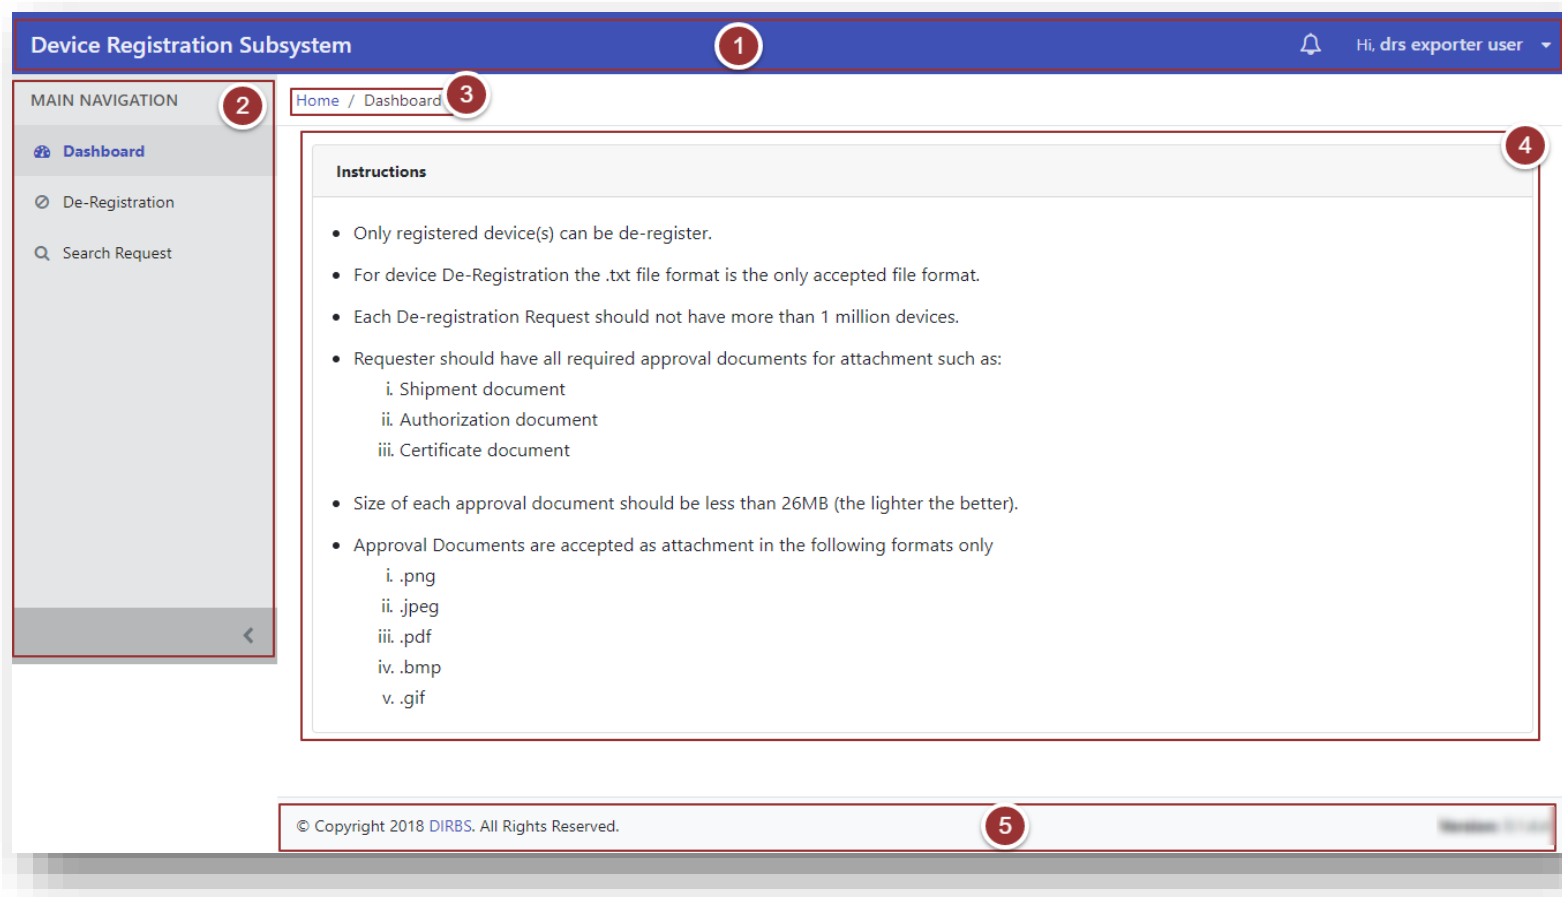 Device Registration Subsystem
1
Hi, drs exporter user
MAIN NAVIGATION
2
Home / Dashboard
3
4
Dashboard
De-Registration
Search Request
Instructions
• Only registered device(s) can be de-register.
• For device De-Registration the .txt file format is the only accepted file format.
• Each De-registration Request should not have more than 1 million devices.
• Requester should have all required approval documents for attachment such as:
i. Shipment document
ii. Authorization document
iii. Certificate document
• Size of each approval document should be less than 26MB (the lighter the better).
• Approval Documents are accepted as attachment in the following formats only
i. .png
ii. .jpeg
iii. .pdf
iv. .bmp
v. .gif
© Copyright 2018 DIRBS. All Rights Reserved.
5